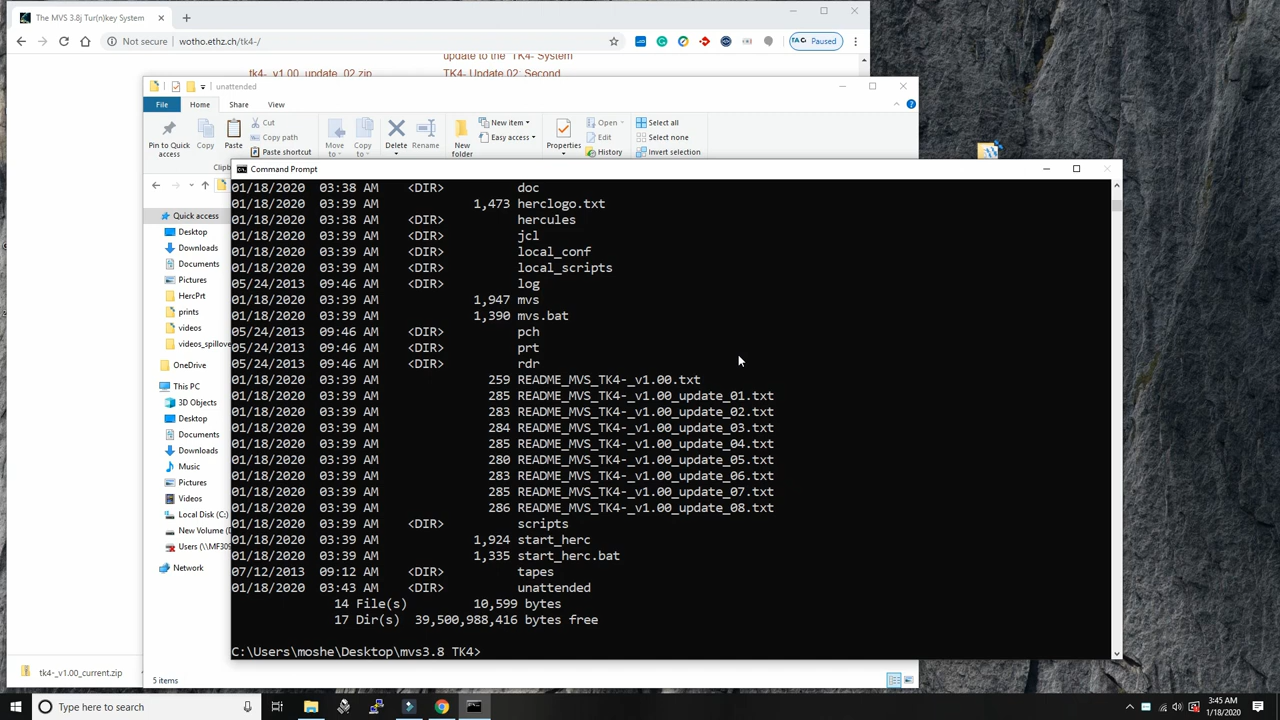 The MVS 3.8j Tur(n)key System
Not secure wotho.ethz.ch/tk4-/ Paused
update to the TK4- System
tk4-_v1.00_update_02.zip TK4- Update 02: Second
unattended
File Home Share View
Pin to Quick access
Copy
Paste
Cut
Copy path
Paste shortcut
Move to
Copy to
Delete
Rename
New folder
New item
Easy access
Properties
Open
Edit
History
Select all
Select none
Invert selection
Command Prompt
Quick access
Desktop
Downloads
Documents
Pictures
HercPrt
prints
videos
OneDrive
This PC
3D Objects
Desktop
Documents
Downloads
Music
Pictures
Videos
Local Disk (
New Volume (
Users (\\MF309
Network
5 items
01/18/2020 03:38 AM <DIR> doc
01/18/2020 03:39 AM 1,473 herclogo.txt
01/18/2020 03:38 AM <DIR> hercules
01/18/2020 03:39 AM <DIR> jcl
01/18/2020 03:39 AM <DIR> local_conf
01/18/2020 03:39 AM <DIR> local_scripts
05/24/2013 09:46 AM <DIR> log
01/18/2020 03:39 AM 1,947 mvs
01/18/2020 03:39 AM 1,390 mvs.bat
05/24/2013 09:46 AM <DIR> pch
05/24/2013 09:46 AM <DIR> prt
05/24/2013 09:46 AM <DIR> rdr
01/18/2020 03:39 AM 259 README_MVS_TK4-_v1.00.txt
01/18/2020 03:39 AM 285 README_MVS_TK4-_v1.00_update_01.txt
01/18/2020 03:39 AM 283 README_MVS_TK4-_v1.00_update_02.txt
01/18/2020 03:39 AM 284 README_MVS_TK4-_v1.00_update_03.txt
01/18/2020 03:39 AM 285 README_MVS_TK4-_v1.00_update_04.txt
01/18/2020 03:39 AM 280 README_MVS_TK4-_v1.00_update_05.txt
01/18/2020 03:39 AM 283 README_MVS_TK4-_v1.00_update_06.txt
01/18/2020 03:39 AM 285 README_MVS_TK4-_v1.00_update_07.txt
01/18/2020 03:39 AM 286 README_MVS_TK4-_v1.00_update_08.txt
01/18/2020 03:39 AM <DIR> scripts
01/18/2020 03:39 AM 1,924 start_herc
01/18/2020 03:39 AM 1,335 start_herc.bat
07/12/2013 09:12 AM <DIR> tapes
01/18/2020 03:43 AM <DIR> unattended
14 File(s) 10,599 bytes
17 Dir(s) 39,500,988,416 bytes free
C:\Users\moshe\Desktop\mvs3.8 TK4>
tk4-_v1.00_current.zip
Type here to search
3:45 AM
1/18/2020